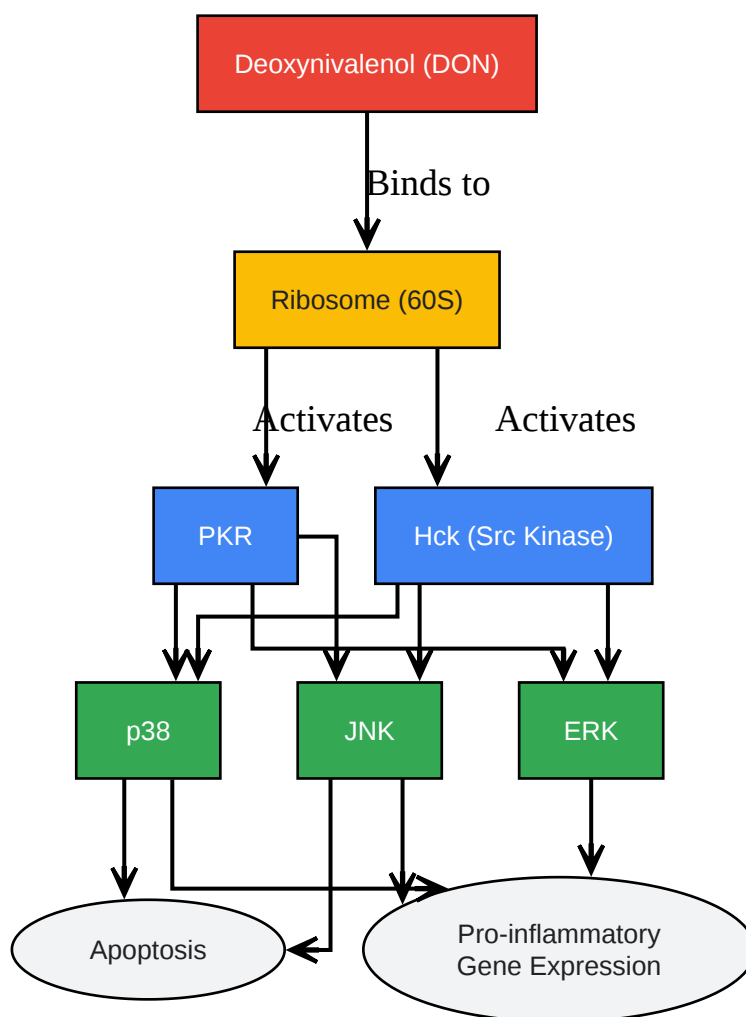 Deoxynivalenol (DON)
Binds to
Ribosome (60S)
Activates
Activates
PKR
Hck (Src Kinase)
p38
JNK
ERK
Apoptosis
Pro-inflammatory
Gene Expression